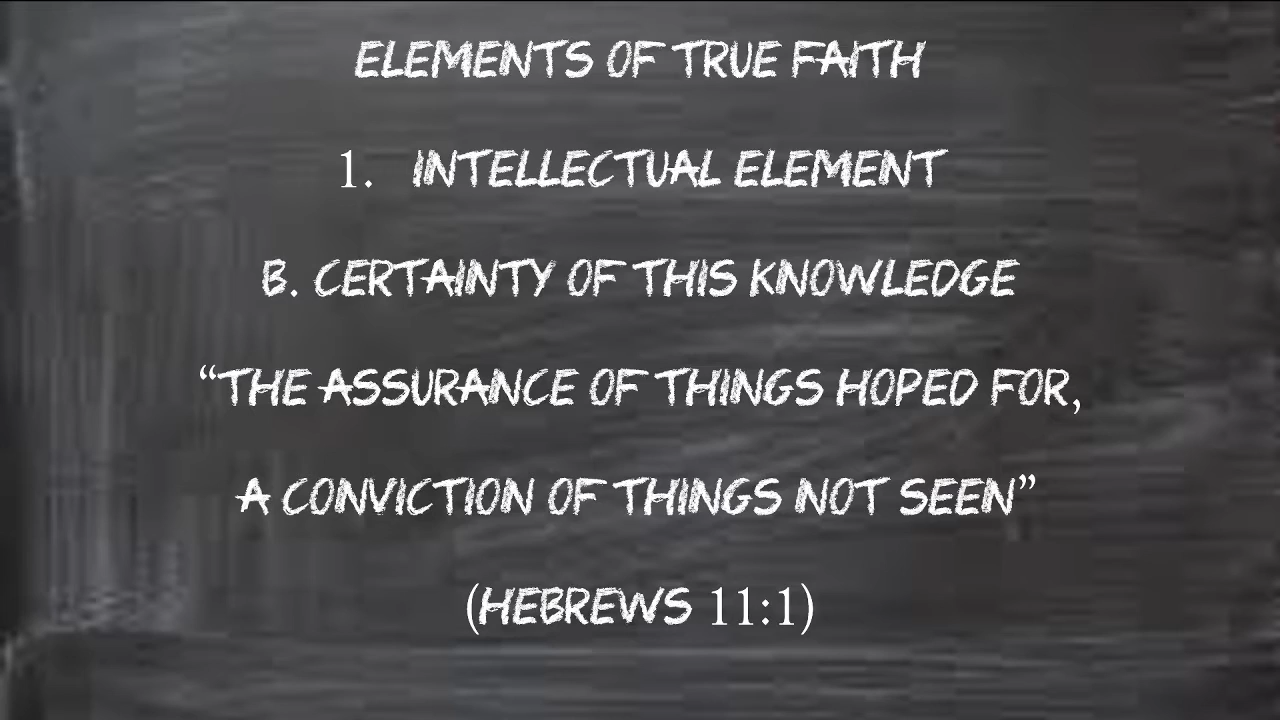 ELEMENTS OF TRUE FAITH
1. INTELLECTUAL ELEMENT
B. CERTAINTY OF THIS KNOWLEDGE
“THE ASSURANCE OF THINGS HOPED FOR,
A CONVICTION OF THINGS NOT SEEN”
(HEBREWS 11:1)